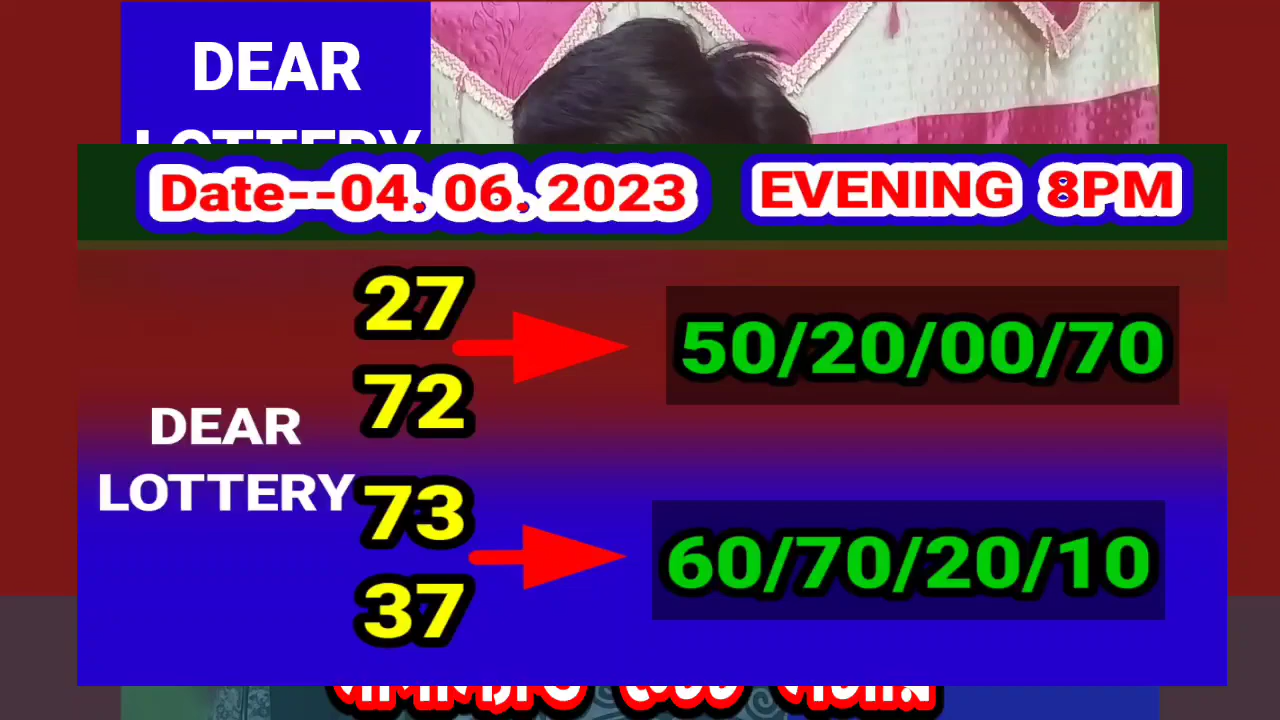 DEAR
LOTTERY
Date--04. 06. 2023 EVENING 8PM
27
50/20/00/70
72
DEAR
LOTTERY
73
60/70/20/10
37